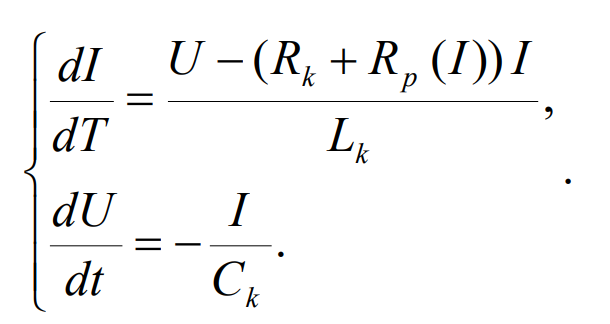 dI/dT = (U − (R_k + R_p (I)) I)/L_k,
.
dU/dt = − I/C_k.